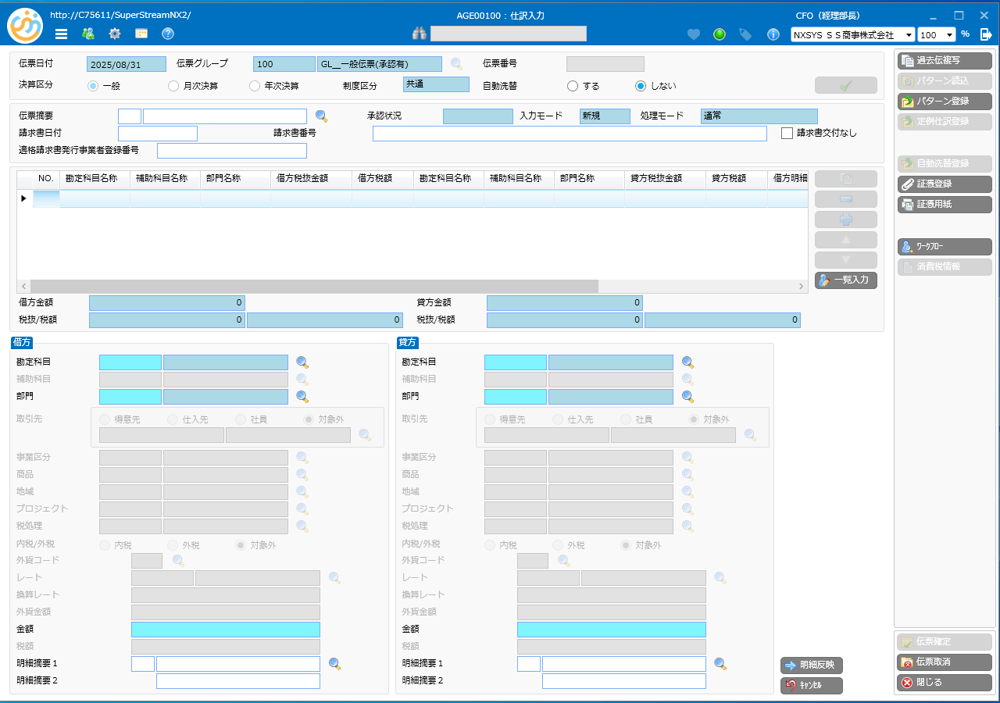 http://C75611/SuperStreamNX2/
AGE00100 : 仕訳入力
CFO（経理部長）
NXSYS ＳＳ商事株式会社 100 %
伝票日付 2025/08/31 伝票グループ 100 GL__一般伝票(承認有) 伝票番号
決算区分 一般 月次決算 年次決算 制度区分 共通 自動洗替 する しない
伝票摘要 承認状況 入力モード 新規 処理モード 通常
請求書日付 請求書番号 請求書交付なし
適格請求書発行事業者登録番号
NO. 勘定科目名称 補助科目名称 部門名称 借方税抜金額 借方税額 勘定科目名称 補助科目名称 部門名称 貸方税抜金額 貸方税額 借方明細
一覧入力
借方金額 0 貸方金額 0
税抜/税額 0 0 税抜/税額 0 0
借方
勘定科目
補助科目
部門
取引先 得意先 仕入先 社員 対象外
事業区分
商品
地域
プロジェクト
税処理
内税/外税 内税 外税 対象外
外貨コード
レート
換算レート
外貨金額
金額
税額
明細摘要１
明細摘要２
貸方
勘定科目
補助科目
部門
取引先 得意先 仕入先 社員 対象外
事業区分
商品
地域
プロジェクト
税処理
内税/外税 内税 外税 対象外
外貨コード
レート
換算レート
外貨金額
金額
税額
明細摘要１
明細摘要２
明細反映
ｷｬﾝｾﾙ
過去伝複写
パターン読込
パターン登録
定例仕訳登録
自動洗替登録
証憑登録
証憑用紙
ﾜｰｸﾌﾛｰ
消費税情報
伝票確定
伝票取消
閉じる